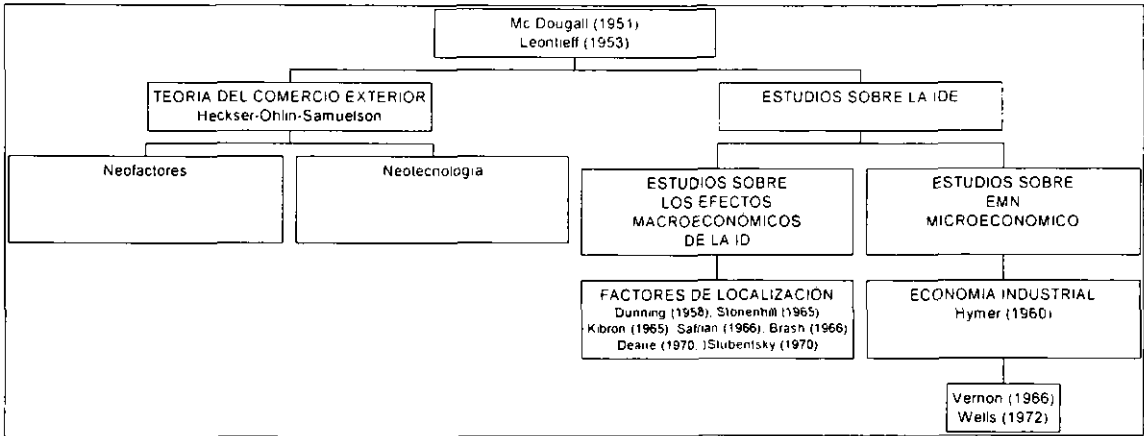 Mc Dougall (1951)
Leontieff (1953)
TEORIA DEL COMERCIO EXTERIOR
Heckser-Ohlin-Samuelson
ESTUDIOS SOBRE LA IDE
Neofactores
Neotecnologia
ESTUDIOS SOBRE
LOS EFECTOS
MACROECONÓMICOS
DE LA ID
ESTUDIOS SOBRE
EMN
MICROECONOMICO
FACTORES DE LOCALIZACIÓN
Dunning (1958), Stonenhill (1965)
Kibron (1965) Safrian (1966), Brash (1966)
Deane (1970, )Stubentsky (1970)
ECONOMIA INDUSTRIAL
Hymer (1960)
Vernon (1966)
Wells (1972)